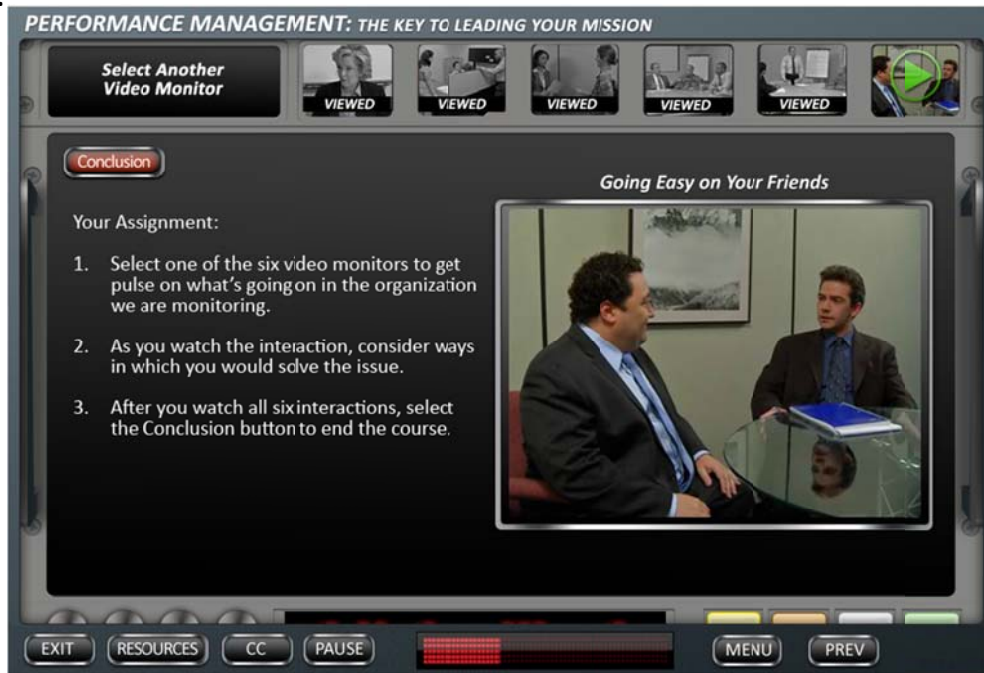 PERFORMANCE MANAGEMENT: THE KEY TO LEADING YOUR MISSION
Select Another
Video Monitor
VIEWED
VIEWED
VIEWED
VIEWED
VIEWED
Conclusion
Going Easy on Your Friends
Your Assignment:
1. Select one of the six video monitors to get
pulse on what's going on in the organization
we are monitoring.
2. As you watch the interaction, consider ways
in which you would solve the issue.
3. After you watch all six interactions, select
the Conclusion button to end the course.
EXIT
RESOURCES
CC
PAUSE
MENU
PREV